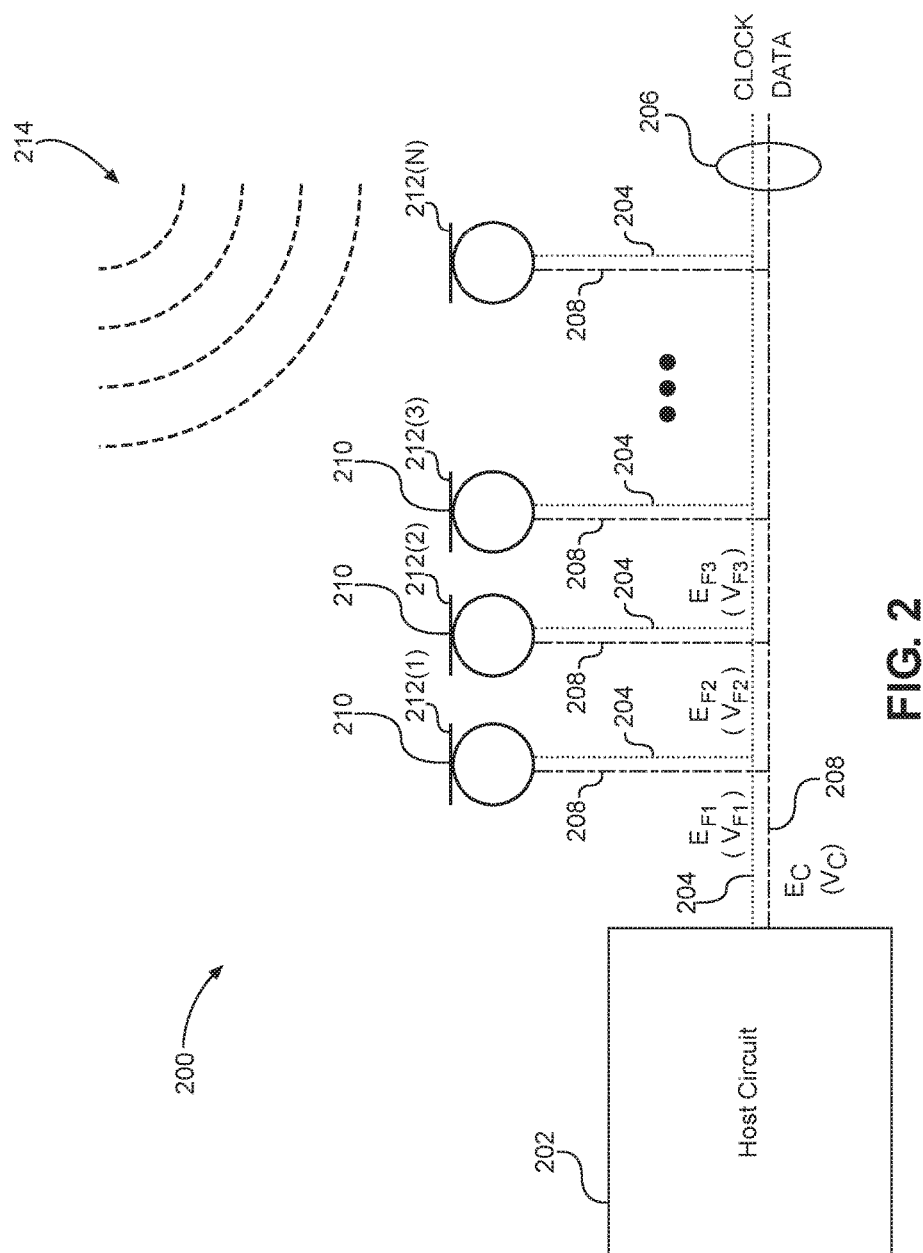 200
214
202
Host Circuit
204
E_C
(V_C)
208
E_F1
(V_F1)
E_F2
(V_F2)
E_F3
(V_F3)
208
204
208
204
208
204
208
204
210
212(1)
210
212(2)
210
212(3)
212(N)
206
CLOCK
DATA
FIG. 2